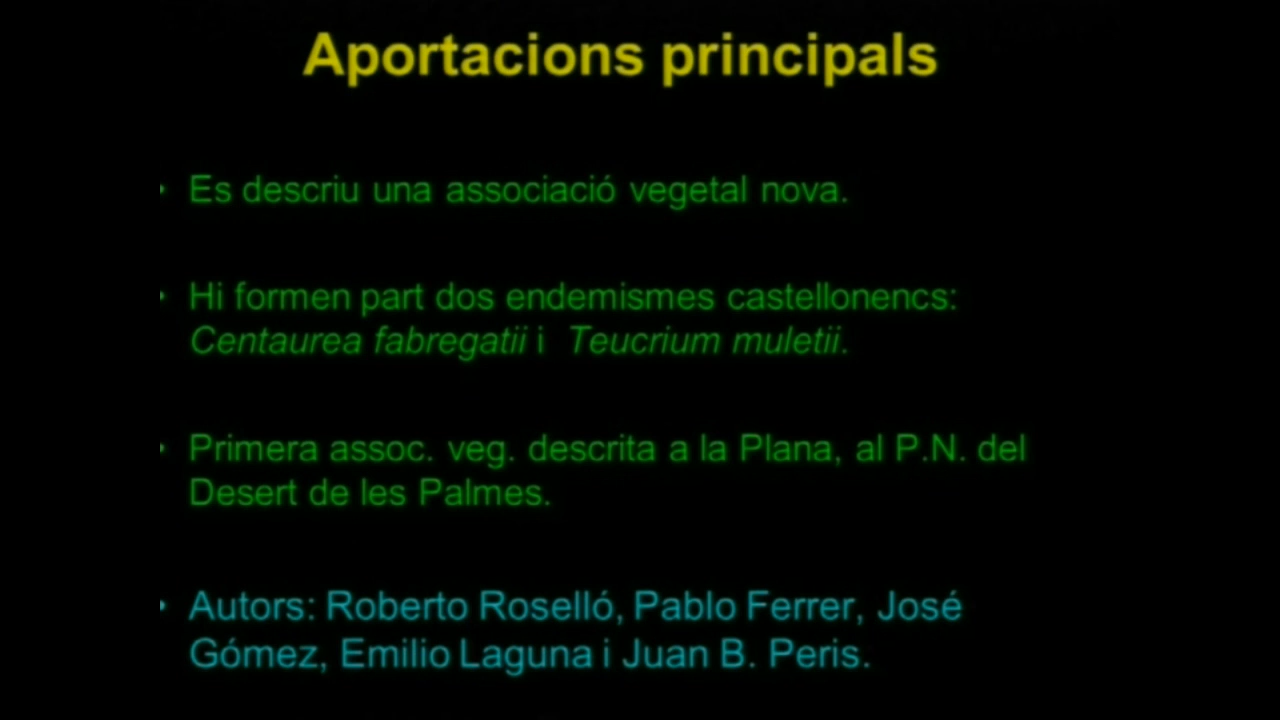 Aportacions principals
• Es descriu una associació vegetal nova.
• Hi formen part dos endemismes castellonencs:
Centaurea fabregatii i Teucrium muletii.
• Primera assoc. veg. descrita a la Plana, al P.N. del
Desert de les Palmes.
• Autors: Roberto Roselló, Pablo Ferrer, José
Gómez, Emilio Laguna i Juan B. Peris.